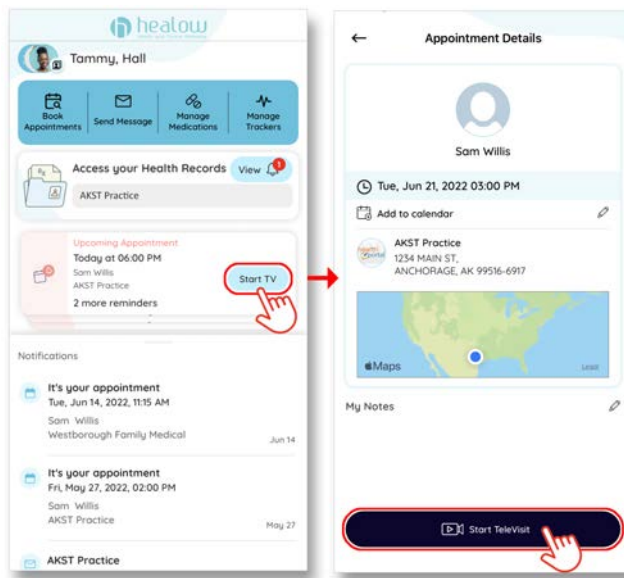 healow
Tammy, Hall
Book
Appointments
Send Message
Manage
Medications
Manage
Trackers
Access your Health Records
View
1
AKST Practice
Upcoming Appointment
Today at 06:00 PM
Sam Willis
AKST Practice
2 more reminders
Start TV
Notifications
It's your appointment
Tue, Jun 14, 2022, 11:15 AM
Sam Willis
Westborough Family Medical
Jun 14
It's your appointment
Fri, May 27, 2022, 02:00 PM
Sam Willis
AKST Practice
May 27
AKST Practice
Appointment Details
Sam Willis
Tue, Jun 21, 2022 03:00 PM
Add to calendar
AKST Practice
1234 MAIN ST,
ANCHORAGE, AK 99516-6917
Maps
Legal
My Notes
Start TeleVisit